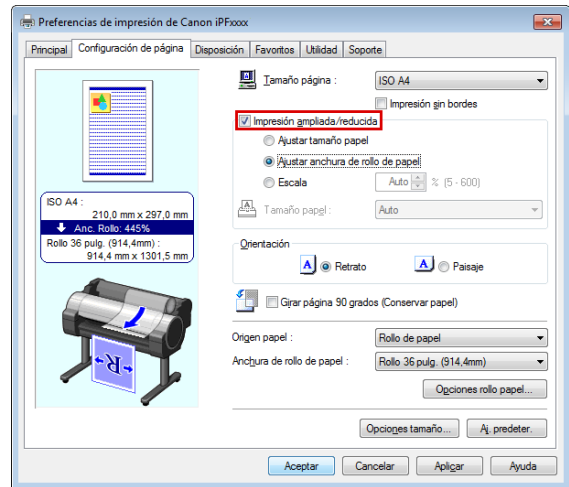 Preferencias de impresión de Canon iPFxxxx
Principal Configuración de página Disposición Favoritos Utilidad Soporte
Tamaño página : ISO A4
Impresión sin bordes
Impresión ampliada/reducida
Ajustar tamaño papel
Ajustar anchura de rollo de papel
Escala Auto % (5 - 600)
Tamaño papel : Auto
ISO A4 :
210,0 mm x 297,0 mm
Anc. Rollo: 445%
Rollo 36 pulg. (914,4mm) :
914,4 mm x 1301,5 mm
Orientación
A Retrato A Paisaje
Girar página 90 grados (Conservar papel)
R
Origen papel : Rollo de papel
Anchura de rollo de papel : Rollo 36 pulg. (914,4mm)
Opciones rollo papel...
Opciones tamaño... Aj. predeter.
Aceptar Cancelar Aplicar Ayuda